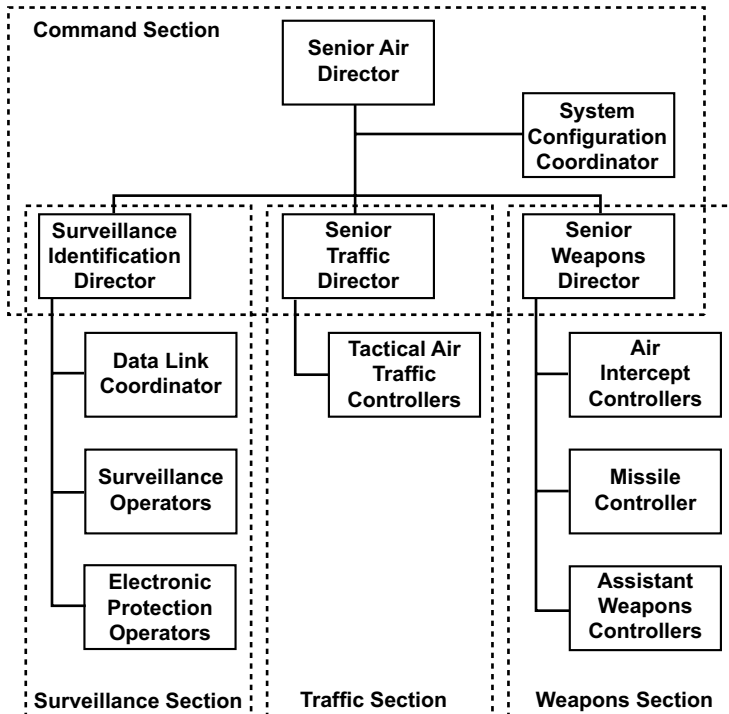 Command Section
Senior Air
Director
System
Configuration
Coordinator
Surveillance
Identification
Director
Senior
Traffic
Director
Senior
Weapons
Director
Data Link
Coordinator
Tactical Air
Traffic
Controllers
Air
Intercept
Controllers
Surveillance
Operators
Missile
Controller
Electronic
Protection
Operators
Assistant
Weapons
Controllers
Surveillance Section
Traffic Section
Weapons Section